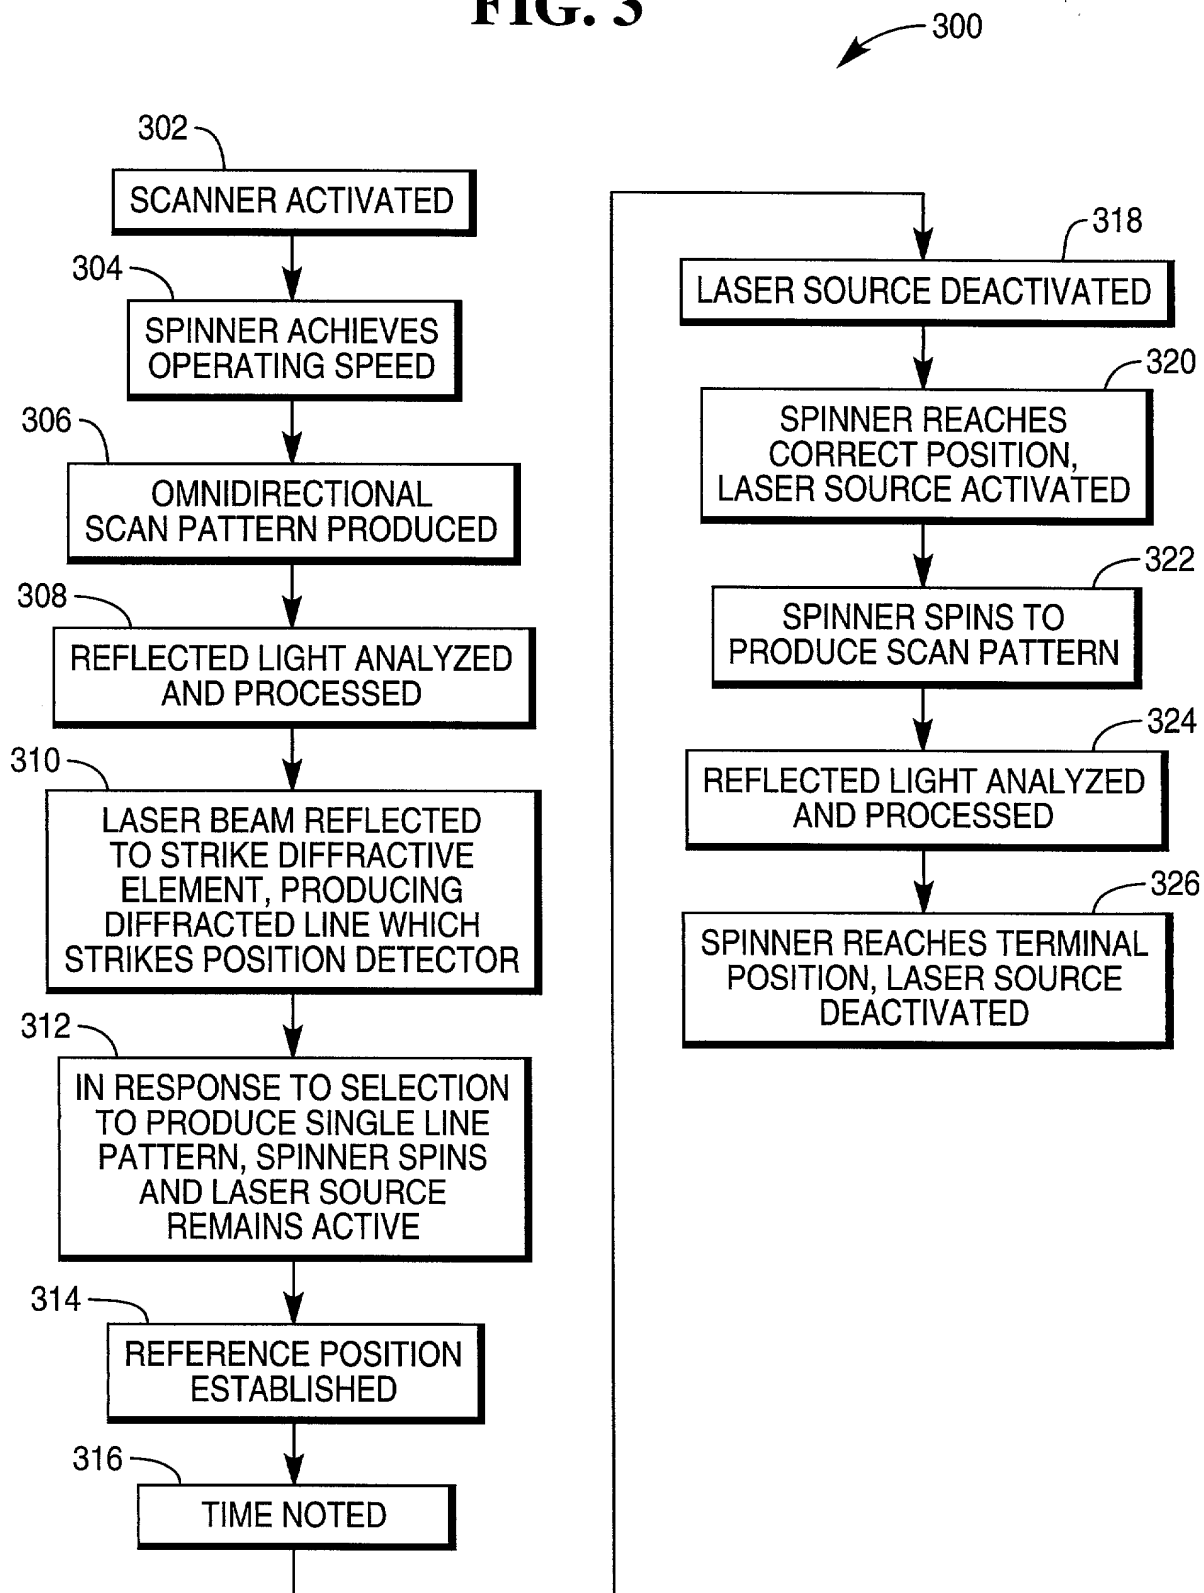 FIG. 3
300
302
SCANNER ACTIVATED
304
SPINNER ACHIEVES
OPERATING SPEED
306
OMNIDIRECTIONAL
SCAN PATTERN PRODUCED
308
REFLECTED LIGHT ANALYZED
AND PROCESSED
310
LASER BEAM REFLECTED
TO STRIKE DIFFRACTIVE
ELEMENT, PRODUCING
DIFFRACTED LINE WHICH
STRIKES POSITION DETECTOR
312
IN RESPONSE TO SELECTION
TO PRODUCE SINGLE LINE
PATTERN, SPINNER SPINS
AND LASER SOURCE
REMAINS ACTIVE
314
REFERENCE POSITION
ESTABLISHED
316
TIME NOTED
318
LASER SOURCE DEACTIVATED
320
SPINNER REACHES
CORRECT POSITION,
LASER SOURCE ACTIVATED
322
SPINNER SPINS TO
PRODUCE SCAN PATTERN
324
REFLECTED LIGHT ANALYZED
AND PROCESSED
326
SPINNER REACHES TERMINAL
POSITION, LASER SOURCE
DEACTIVATED